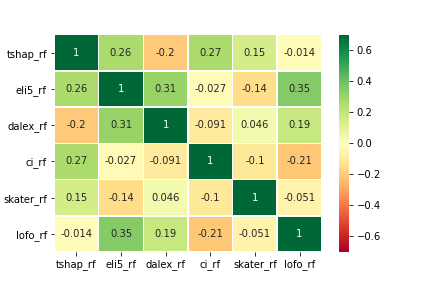 tshap_rf 1 0.26 -0.2 0.27 0.15 -0.014
eli5_rf 0.26 1 0.31 -0.027 -0.14 0.35
dalex_rf -0.2 0.31 1 -0.091 0.046 0.19
ci_rf 0.27 -0.027 -0.091 1 -0.1 -0.21
skater_rf 0.15 -0.14 0.046 -0.1 1 -0.051
lofo_rf -0.014 0.35 0.19 -0.21 -0.051 1
tshap_rf eli5_rf dalex_rf ci_rf skater_rf lofo_rf
0.6
0.4
0.2
0.0
−0.2
−0.4
−0.6